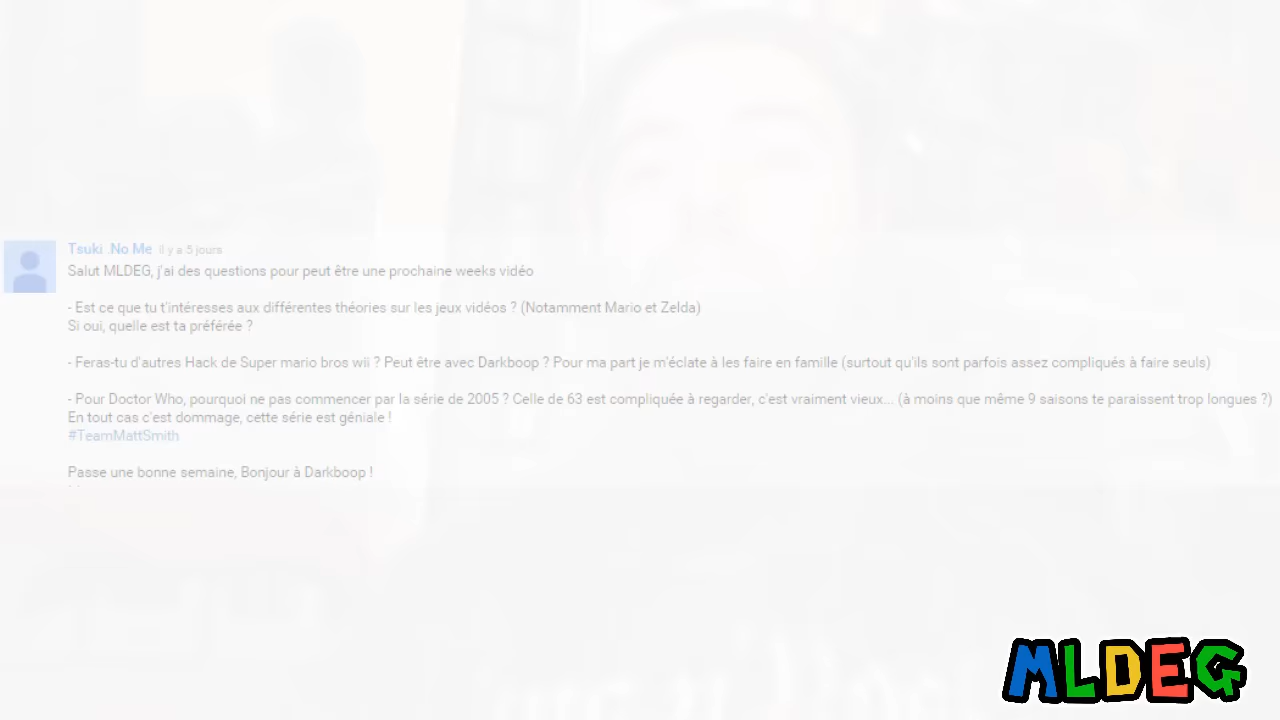 Tsuki .No Me il y a 5 jours
Salut MLDEG, j'ai des questions pour peut être une prochaine weeks vidéo
- Est ce que tu t'intéresses aux différentes théories sur les jeux vidéos ? (Notamment Mario et Zelda)
Si oui, quelle est ta préférée ?
- Feras-tu d'autres Hack de Super mario bros wii ? Peut être avec Darkboop ? Pour ma part je m'éclate à les faire en famille (surtout qu'ils sont parfois assez compliqués à faire seuls)
- Pour Doctor Who, pourquoi ne pas commencer par la série de 2005 ? Celle de 63 est compliquée à regarder, c'est vraiment vieux... (à moins que même 9 saisons te paraissent trop longues ?)
En tout cas c'est dommage, cette série est géniale !
#TeamMattSmith
Passe une bonne semaine, Bonjour à Darkboop !
MLDEG